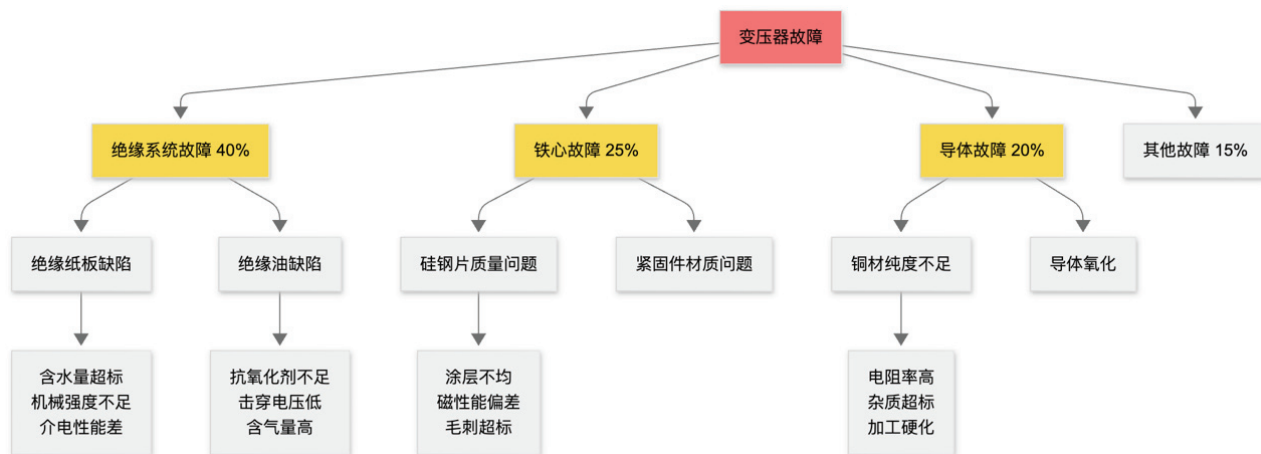 变压器故障
绝缘系统故障 40%
铁心故障 25%
导体故障 20%
其他故障 15%
绝缘纸板缺陷
绝缘油缺陷
硅钢片质量问题
紧固件材质问题
铜材纯度不足
导体氧化
含水量超标
机械强度不足
介电性能差
抗氧化剂不足
击穿电压低
含气量高
涂层不均
磁性能偏差
毛刺超标
电阻率高
杂质超标
加工硬化